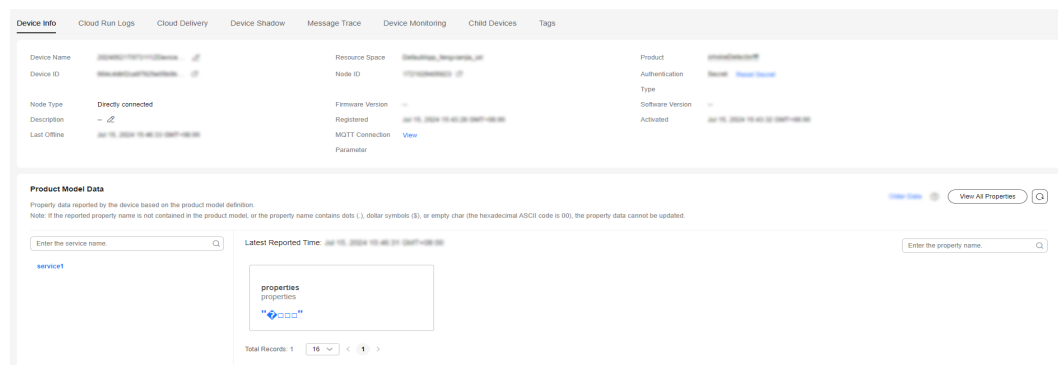 Device Info Cloud Run Logs Cloud Delivery Device Shadow Message Trace Device Monitoring Child Devices Tags
Device Name Resource Space Product
Device ID Node ID Authentication Type Reset Secret
Node Type Directly connected Firmware Version -- Software Version --
Description -- Registered Activated
Last Offline MQTT Connection Parameter View
Product Model Data
View All Properties
Property data reported by the device based on the product model definition.
Note: If the reported property name is not contained in the product model, or the property name contains dots (.), dollar symbols ($), or empty char (the hexadecimal ASCII code is 00), the property data cannot be updated.
Enter the service name. Latest Reported Time: Enter the property name.
service1
properties
properties
"�□□□"
Total Records: 1 16 < 1 >